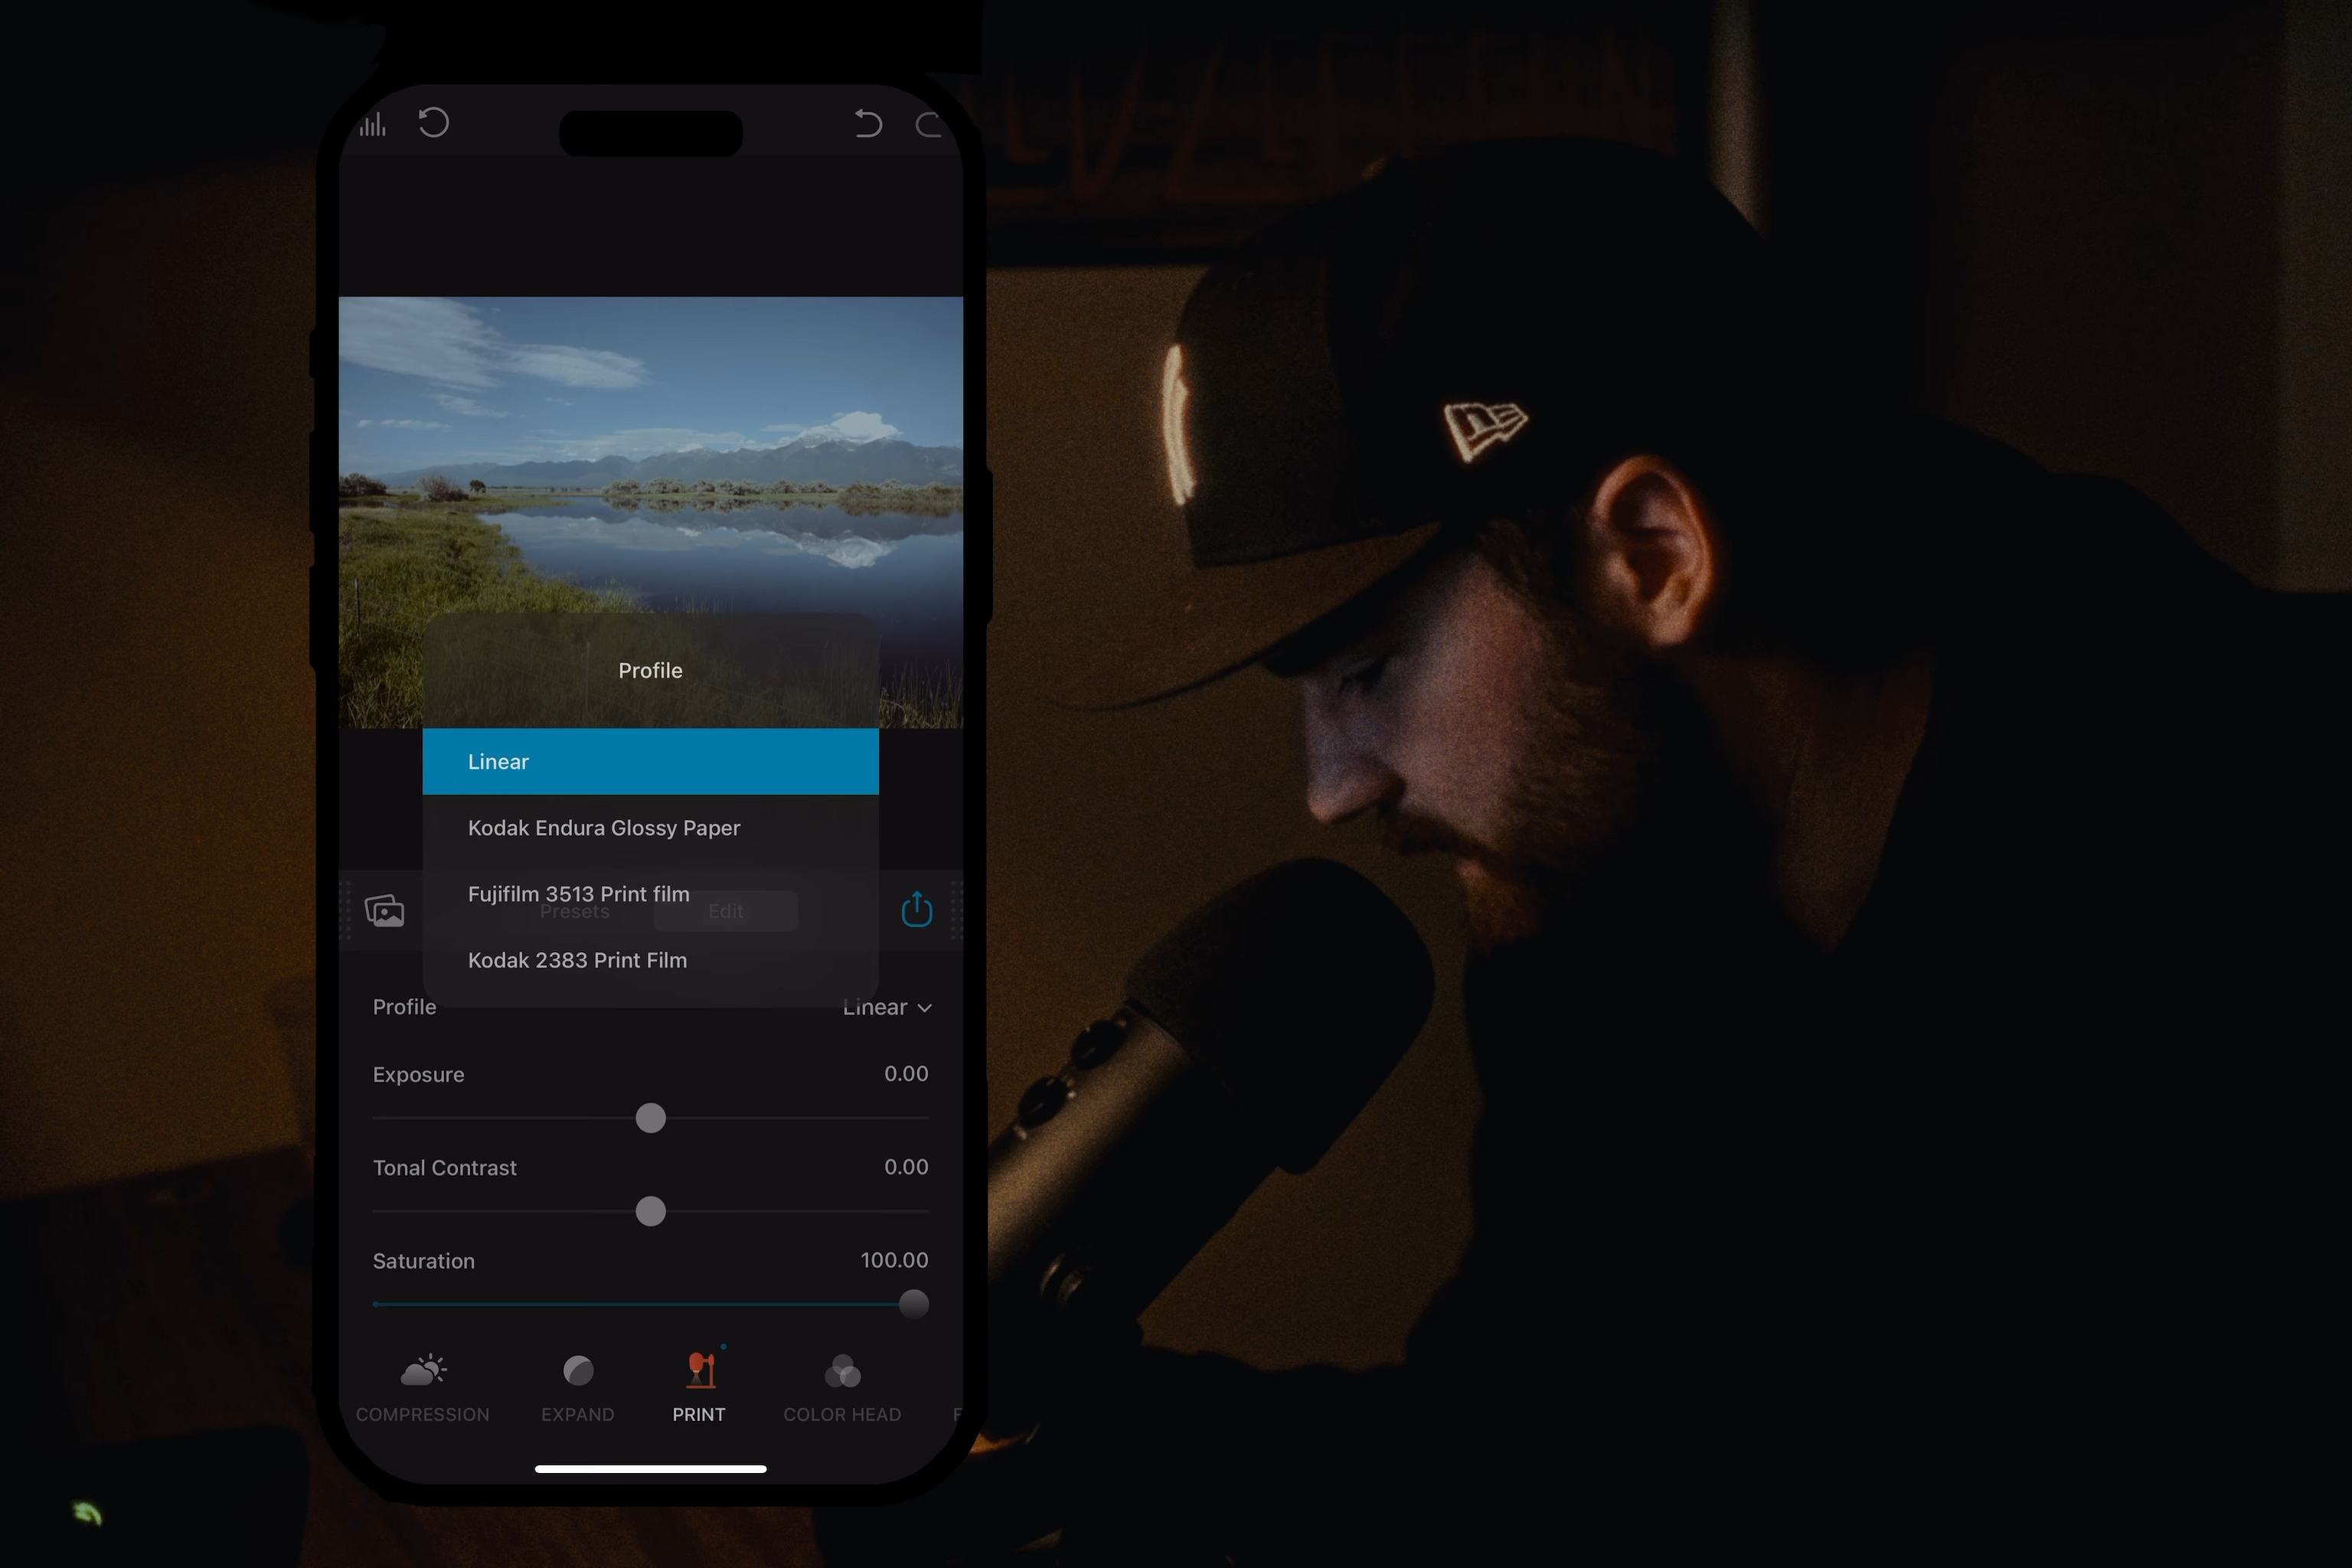 Profile
Linear
Kodak Endura Glossy Paper
Fujifilm 3513 Print film
Presets Edit
Kodak 2383 Print Film
Profile Linear
Exposure 0.00
Tonal Contrast 0.00
Saturation 100.00
COMPRESSION EXPAND PRINT COLOR HEAD